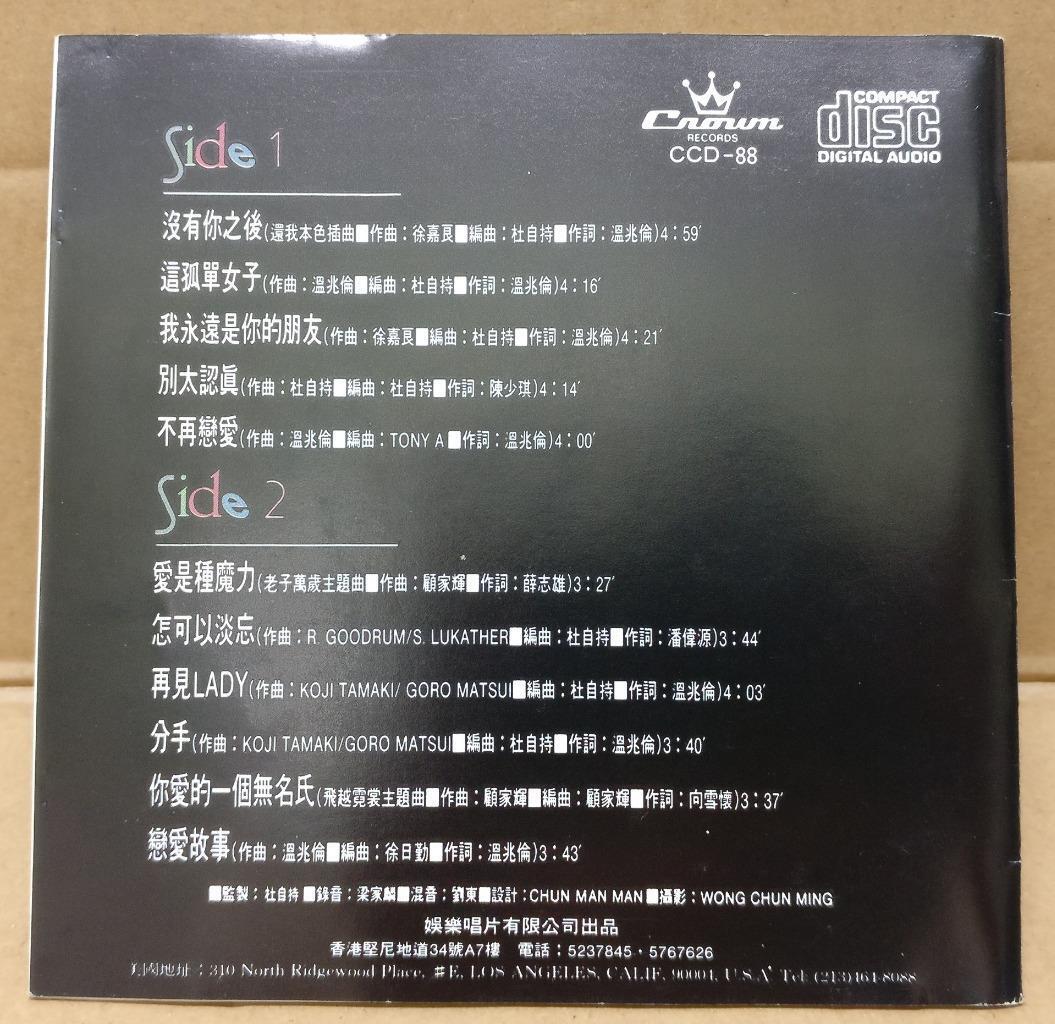 Crown
RECORDS
CCD-88
COMPACT
disc
DIGITAL AUDIO
Side 1
沒有你之後(還我本色插曲■作曲：徐嘉良■編曲：杜自持■作詞：溫兆倫)4：59′
這孤單女子(作曲：溫兆倫■編曲：杜自持■作詞：溫兆倫)4：16′
我永遠是你的朋友(作曲：徐嘉良■編曲：杜自持■作詞：溫兆倫)4：21′
別太認眞(作曲：杜自持■編曲：杜自持■作詞：陳少琪)4：14′
不再戀愛(作曲：溫兆倫■編曲：TONY A■作詞：溫兆倫)4：00′
Side 2
愛是種魔力(老子萬歲主題曲■作曲：顧家輝■作詞：薛志雄)3：27′
怎可以淡忘(作曲：R. GOODRUM/S. LUKATHER■編曲：杜自持■作詞：潘偉源)3：44′
再見LADY(作曲：KOJI TAMAKI/ GORO MATSUI■編曲：杜自持■作詞：溫兆倫)4：03′
分手(作曲：KOJI TAMAKI/GORO MATSUI■編曲：杜自持■作詞：溫兆倫)3：40′
你愛的一個無名氏(飛越霓裳主題曲■作曲：顧家輝■編曲：顧家輝■作詞：向雪懷)3：37′
戀愛故事(作曲：溫兆倫■編曲：徐日勤■作詞：溫兆倫)3：43′
■監製：杜自持 ■錄音：梁家麟■混音：劉東■設計：CHUN MAN MAN■攝影：WONG CHUN MING
娛樂唱片有限公司出品
香港堅尼地道34號A7樓 電話：5237845・5767626
美國地址：310 North Ridgewood Place, #E, LOS ANGELES, CALIF. 90004, U.S.A. Tel: (213)464-8088